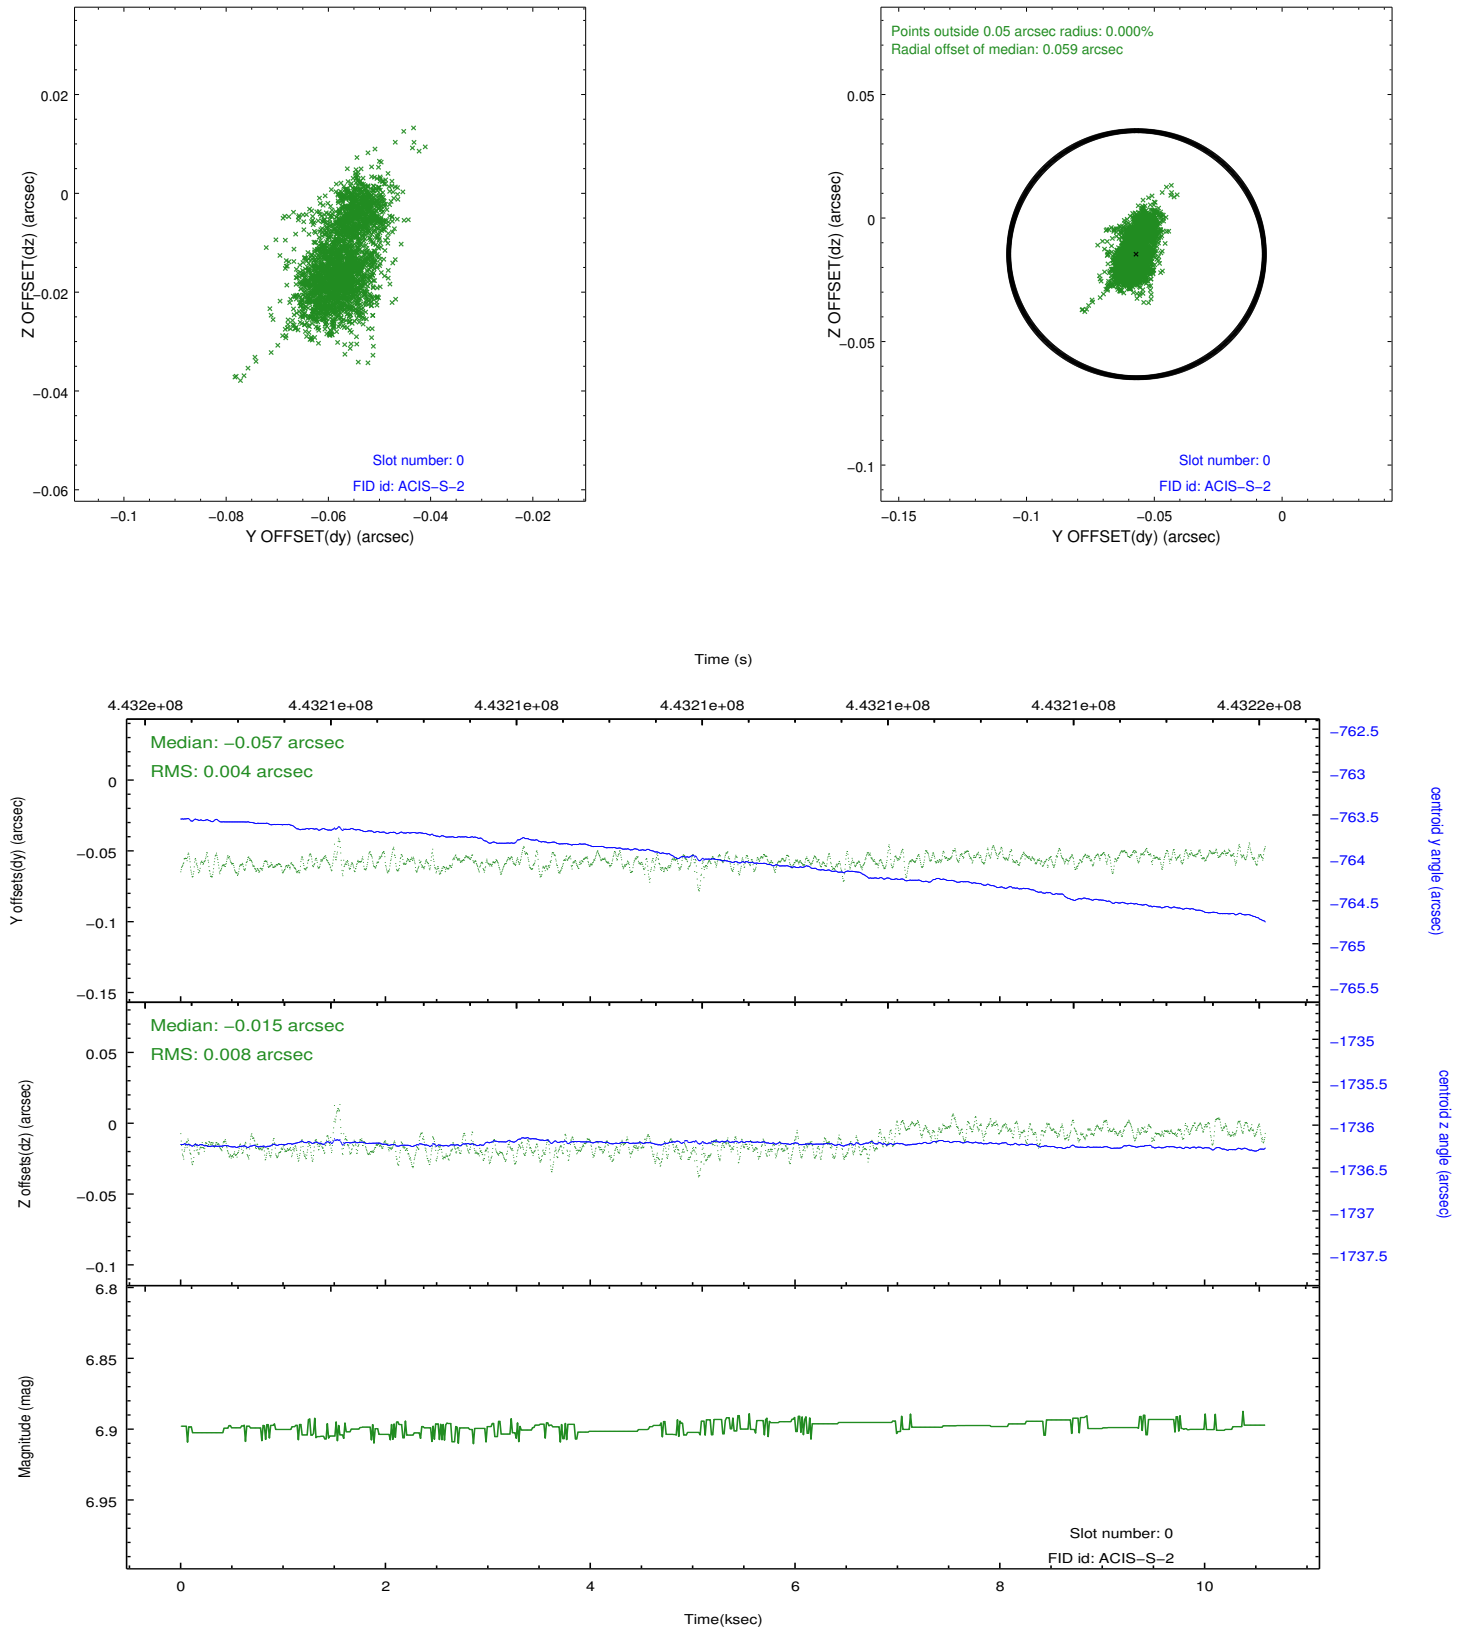 0.02
0
−0.02
−0.04
−0.06
Z OFFSET(dz) (arcsec)
Slot number: 0
FID id: ACIS−S−2
−0.1
−0.08
−0.06
−0.04
−0.02
Y OFFSET(dy) (arcsec)
Points outside 0.05 arcsec radius: 0.000%
Radial offset of median: 0.059 arcsec
0.05
0
−0.05
−0.1
Z OFFSET(dz) (arcsec)
Slot number: 0
FID id: ACIS−S−2
−0.15
−0.1
−0.05
0
Y OFFSET(dy) (arcsec)
Time (s)
4.432e+08
4.4321e+08
4.4321e+08
4.4321e+08
4.4321e+08
4.4321e+08
4.4322e+08
Median: −0.057 arcsec
RMS: 0.004 arcsec
0
−0.05
−0.1
−0.15
Y offsets(dy) (arcsec)
−762.5
−763
−763.5
−764
−764.5
−765
−765.5
centroid y angle (arcsec)
Median: −0.015 arcsec
RMS: 0.008 arcsec
0.05
0
−0.05
−0.1
Z offsets(dz) (arcsec)
−1735
−1735.5
−1736
−1736.5
−1737
−1737.5
centroid z angle (arcsec)
6.8
6.85
6.9
6.95
Magnitude (mag)
Slot number: 0
FID id: ACIS−S−2
0
2
4
6
8
10
Time(ksec)